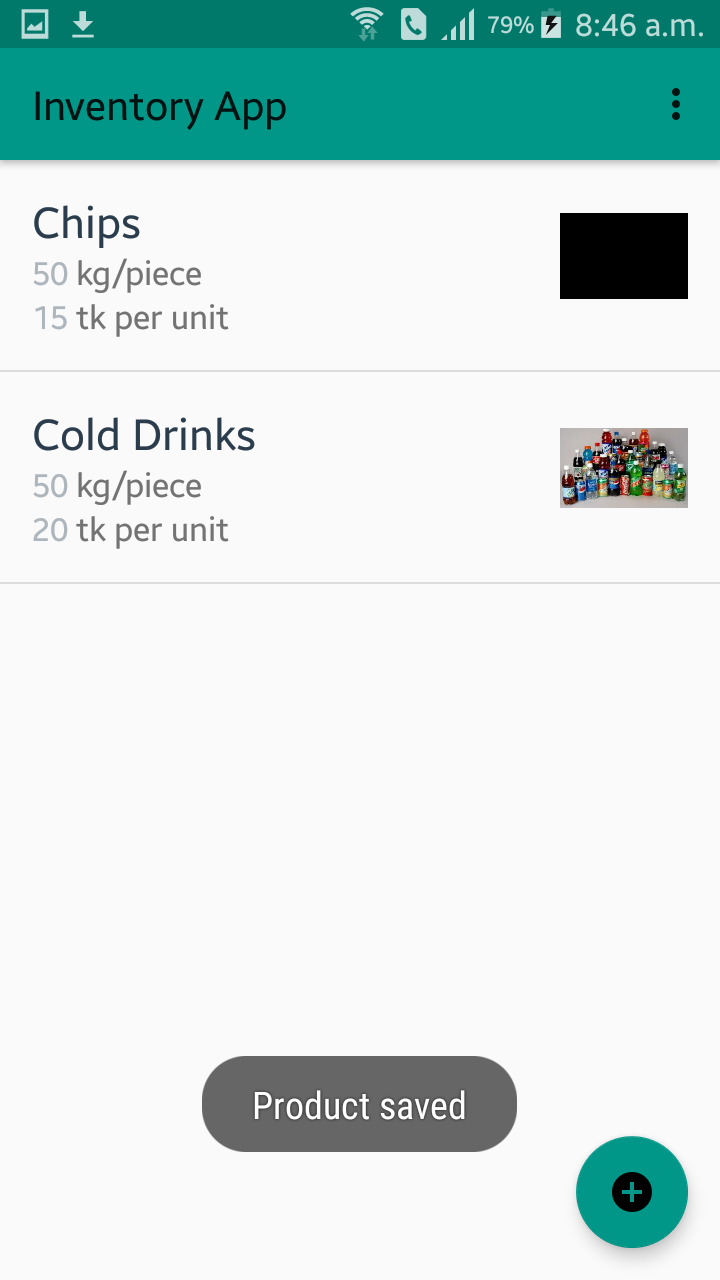 79% 8:46 a.m.
Inventory App
Chips
50 kg/piece
15 tk per unit
Cold Drinks
50 kg/piece
20 tk per unit
Product saved